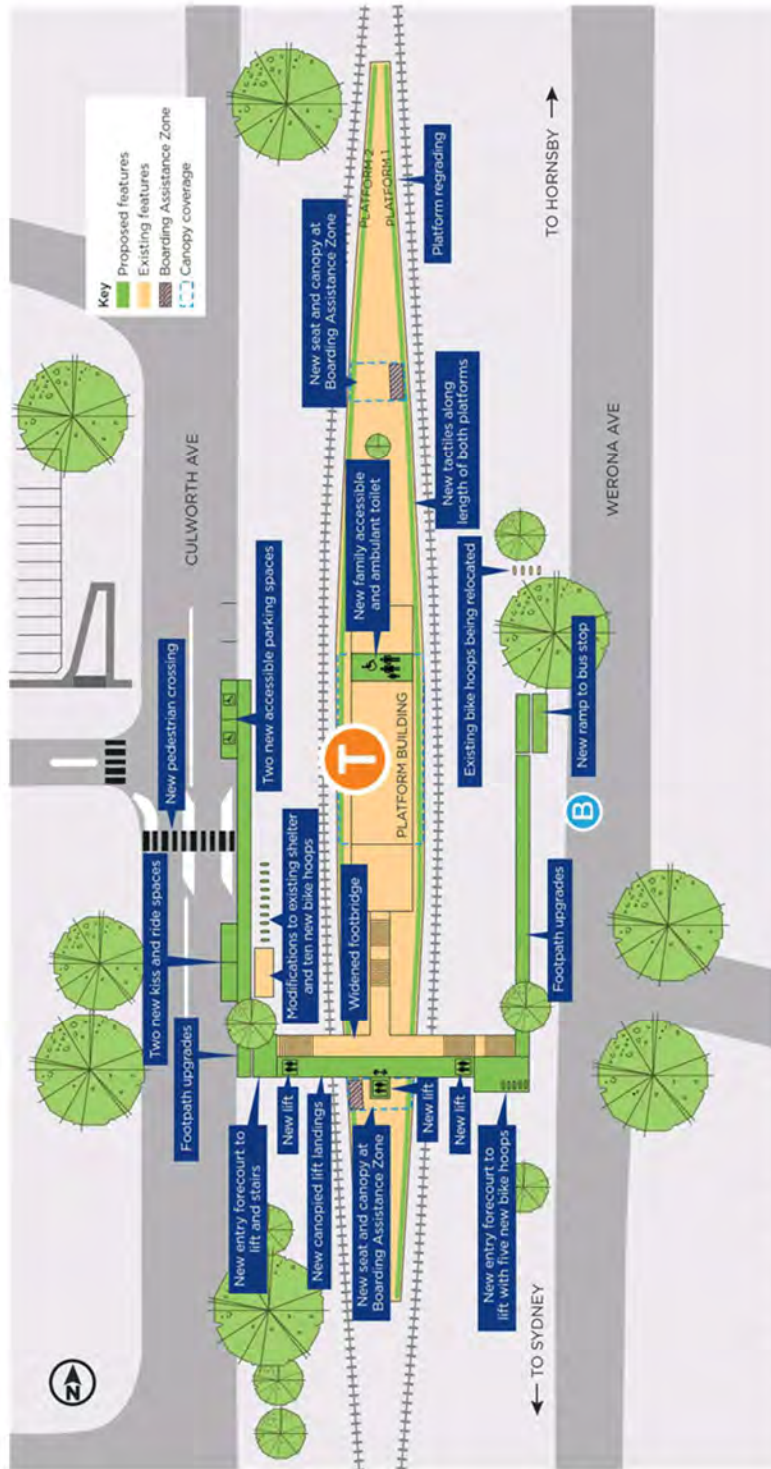 Key
Proposed features
Existing features
Boarding Assistance Zone
Canopy coverage
CULWORTH AVE
New pedestrian crossing
Two new kiss and ride spaces
Footpath upgrades
Two new accessible parking spaces
Modifications to existing shelter
and ten new bike hoops
New entry forecourt to
lift and stairs
New lift
New canopied lift landings
Widened footbridge
New seat and canopy at
Boarding Assistance Zone
New lift
New lift
New entry forecourt to
lift with five new bike hoops
T
PLATFORM BUILDING
New family accessible
and ambulant toilet
New seat and canopy at
Boarding Assistance Zone
PLATFORM 2
PLATFORM 1
Platform regrading
New tactiles along
length of both platforms
Existing bike hoops being relocated
New ramp to bus stop
Footpath upgrades
B
← TO SYDNEY
TO HORNSBY →
WERONA AVE
N